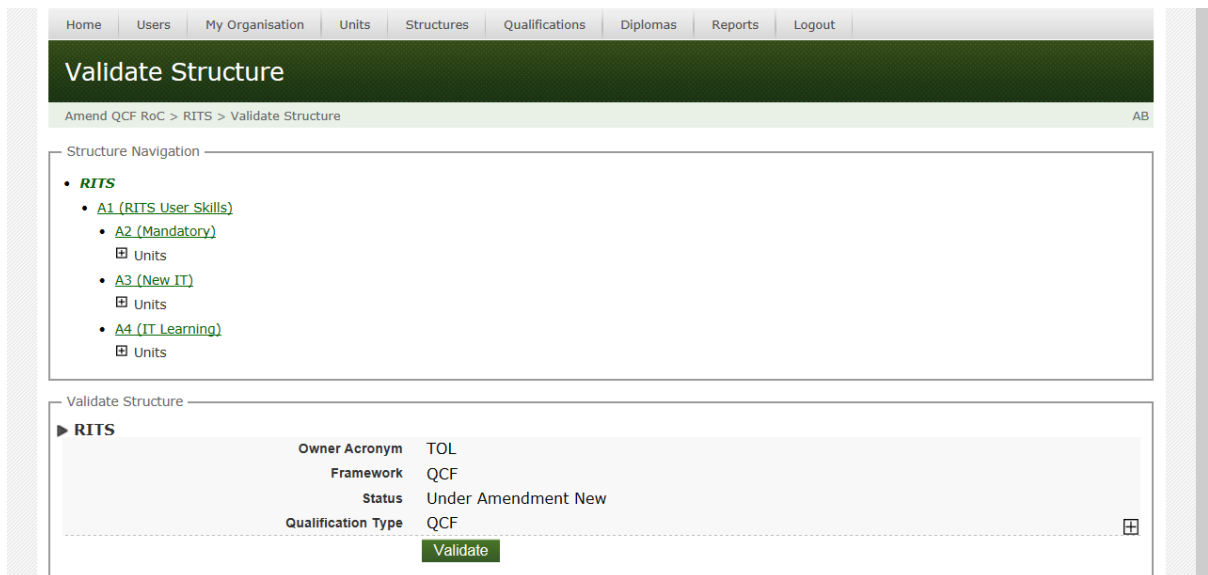 Home Users My Organisation Units Structures Qualifications Diplomas Reports Logout
Validate Structure
Amend QCF RoC > RITS > Validate Structure AB
Structure Navigation
RITS
A1 (RITS User Skills)
A2 (Mandatory)
Units
A3 (New IT)
Units
A4 (IT Learning)
Units
Validate Structure
RITS
Owner Acronym TOL
Framework QCF
Status Under Amendment New
Qualification Type QCF
Validate